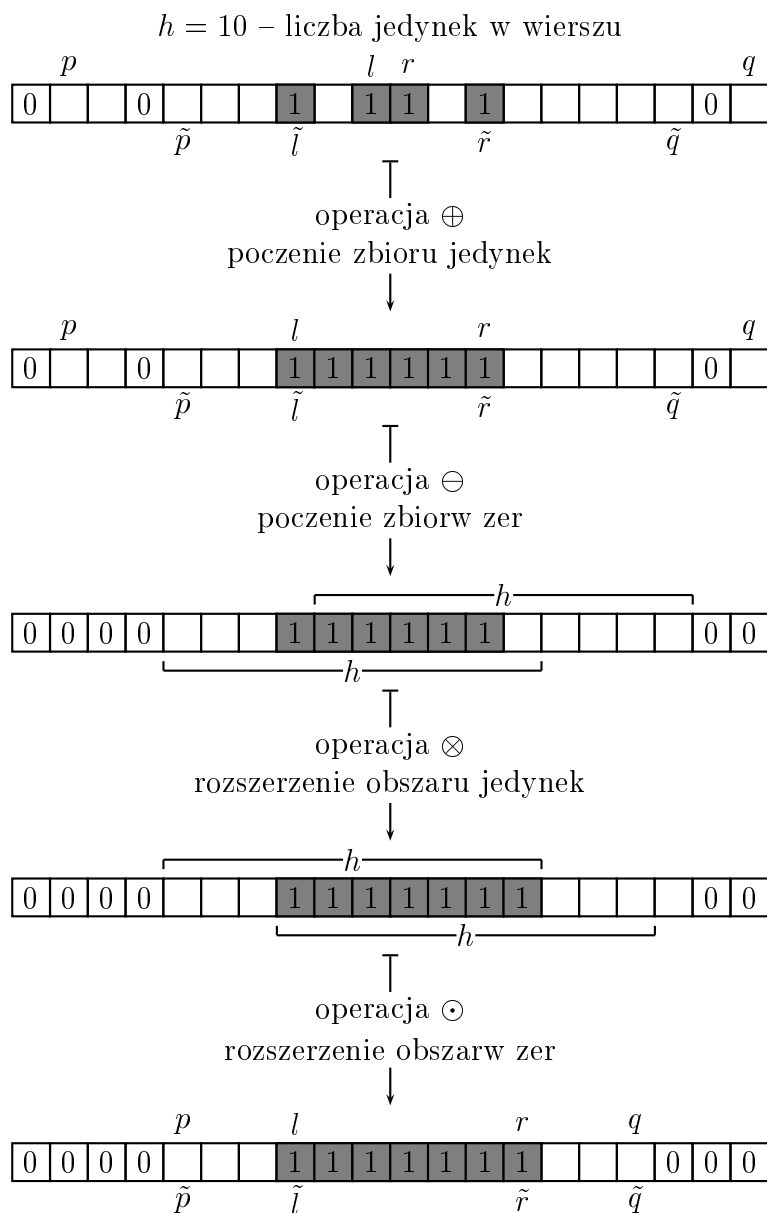 h = 10 – liczba jedynek w wierszu
p l r q
0 0 1 1 1 1 0
p̃ l̃ r̃ q̃
operacja ⊕
poczenie zbioru jedynek
p l r q
0 0 1 1 1 1 1 1 0
p̃ l̃ r̃ q̃
operacja ⊖
poczenie zbiorw zer
h
0 0 0 0 1 1 1 1 1 1 0 0
h
operacja ⊗
rozszerzenie obszaru jedynek
h
0 0 0 0 1 1 1 1 1 1 1 0 0
h
operacja ⊙
rozszerzenie obszarw zer
p l r q
0 0 0 0 1 1 1 1 1 1 1 0 0 0
p̃ l̃ r̃ q̃